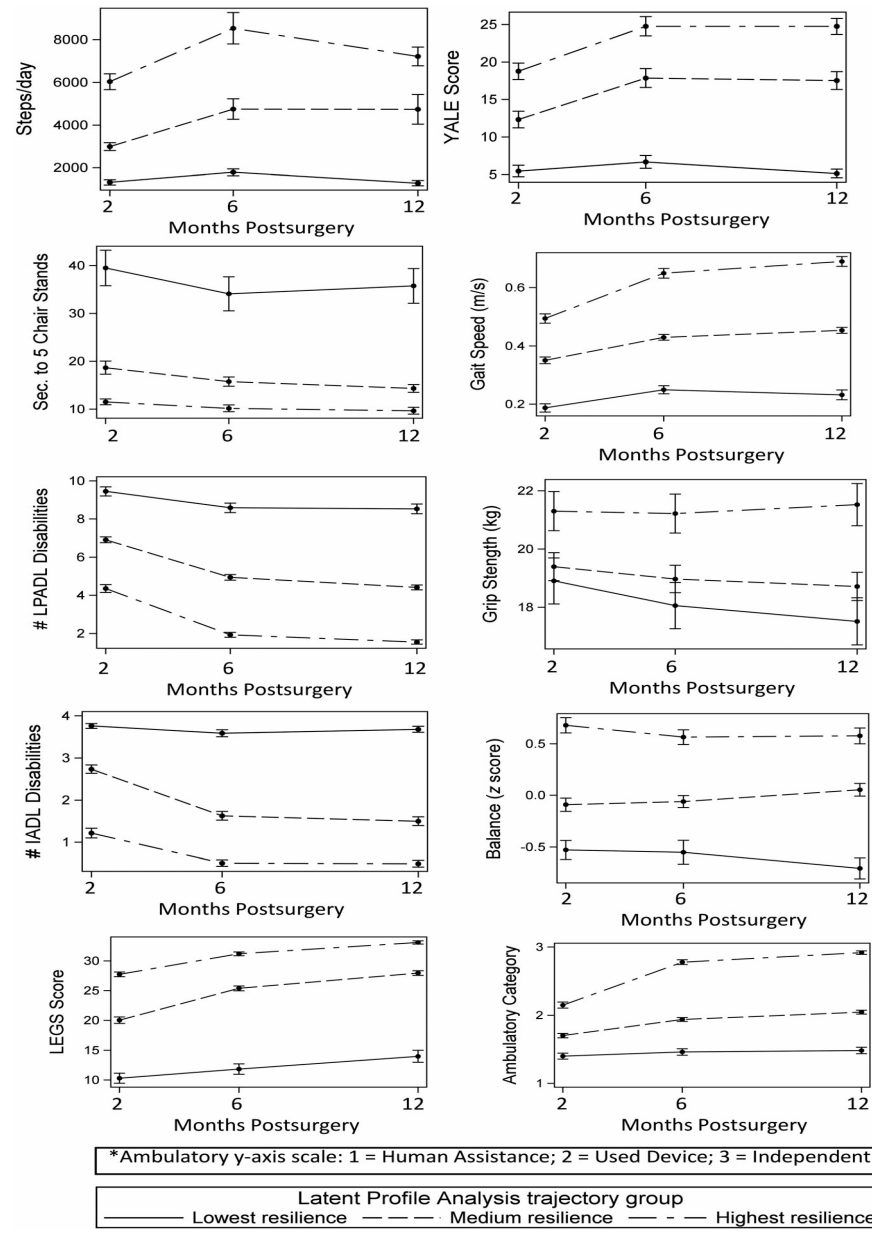 Steps/day
8000
6000
4000
2000
2 6 12
Months Postsurgery
YALE Score
25
20
15
10
5
2 6 12
Months Postsurgery
Sec. to 5 Chair Stands
40
30
20
10
2 6 12
Months Postsurgery
Gait Speed (m/s)
0.6
0.4
0.2
2 6 12
Months Postsurgery
# LPADL Disabilities
10
8
6
4
2
2 6 12
Months Postsurgery
Grip Stength (kg)
22
21
19
18
2 6 12
Months Postsurgery
# IADL Disabilities
4
3
2
1
2 6 12
Months Postsurgery
Balance (z score)
0.5
0.0
-0.5
2 6 12
Months Postsurgery
LEGS Score
30
25
20
15
10
2 6 12
Months Postsurgery
Ambulatory Category
3
2
1
2 6 12
Months Postsurgery
*Ambulatory y-axis scale: 1 = Human Assistance; 2 = Used Device; 3 = Independent
Latent Profile Analysis trajectory group
Lowest resilience Medium resilience Highest resilience